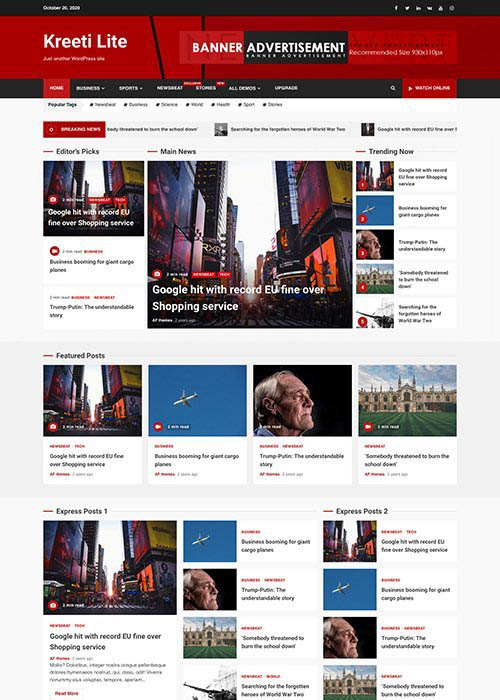 October 20, 2020
Kreeti Lite
Just another WordPress site
BANNER ADVERTISEMENT
BANNER ADVERTISEMENT
Recommended Size 930x110px
HOME
BUSINESS
SPORTS
NEWSBEAT
EXCLUSIVE
STORIES
NEW
ALL DEMOS
UPGRADE
WATCH ONLINE
Popular Tags
# Newsbeat
# Business
# Science
# World
# Health
# Sport
# Stories
BREAKING NEWS
body threatened to burn the school down'
Searching for the forgotten heroes of World War Two
Google hit with record EU fine over S
Editor's Picks
2 min read
NEWSBEAT
TECH
Google hit with record EU
fine over Shopping service
2 min read
BUSINESS
Business booming for giant cargo
planes
2 min read
BUSINESS
NEWSBEAT
Trump-Putin: The understandable
story
Main News
2 min read
NEWSBEAT
TECH
Google hit with record EU fine over
Shopping service
AF themes 2 years ago
Trending Now
1
Google hit with record EU
fine over Shopping
service
2
Business booming for
giant cargo planes
3
Trump-Putin: The
understandable story
4
'Somebody threatened
to burn the school
down'
5
Searching for the
forgotten heroes of
World War Two
Featured Posts
2 min read
NEWSBEAT
TECH
Google hit with record EU fine
over Shopping service
AF themes 2 years ago
2 min read
BUSINESS
Business booming for giant cargo
planes
AF themes 2 years ago
2 min read
BUSINESS
NEWSBEAT
Trump-Putin: The understandable
story
AF themes 2 years ago
2 min read
NEWSBEAT
'Somebody threatened to burn the
school down'
AF themes 2 years ago
Express Posts 1
2 min read
NEWSBEAT
TECH
Google hit with record EU fine over
Shopping service
AF themes 2 years ago
Mollis? Doloribus, integer nostra congue pellentesque
dolores hymenaeos nostrud, qui, class, odit! Viverra
nonummy risus, voluptas, tempora, aperiam...
Read More
BUSINESS
Business booming for giant
cargo planes
BUSINESS
NEWSBEAT
Trump-Putin: The
understandable story
NEWSBEAT
'Somebody threatened to
burn the school down'
NEWSBEAT
WORLD
Searching for the forgotten
heroes of World War Two
Express Posts 2
NEWSBEAT
TECH
Google hit with record EU
fine over Shopping service
BUSINESS
Business booming for giant
cargo planes
BUSINESS
NEWSBEAT
Trump-Putin: The
understandable story
NEWSBEAT
'Somebody threatened to
burn the school down'